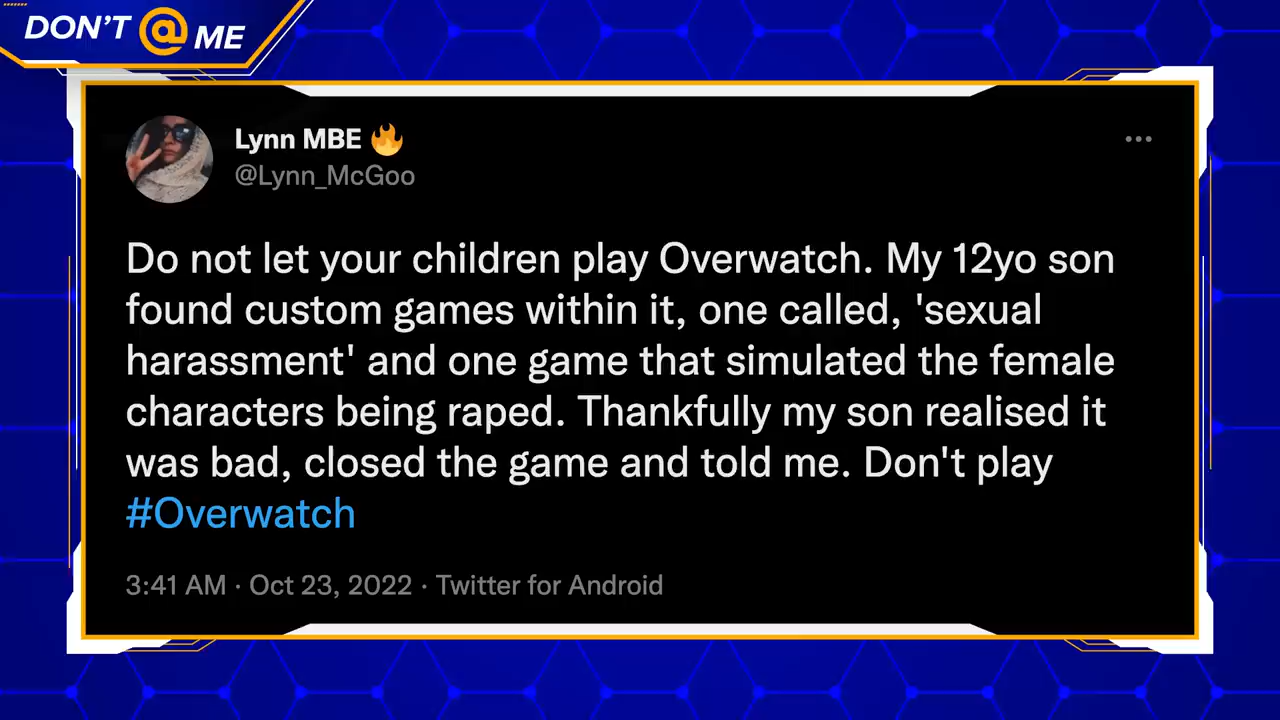 DON'T @ ME
Lynn MBE 🔥
@Lynn_McGoo
Do not let your children play Overwatch. My 12yo son
found custom games within it, one called, 'sexual
harassment' and one game that simulated the female
characters being raped. Thankfully my son realised it
was bad, closed the game and told me. Don't play
#Overwatch
3:41 AM · Oct 23, 2022 · Twitter for Android